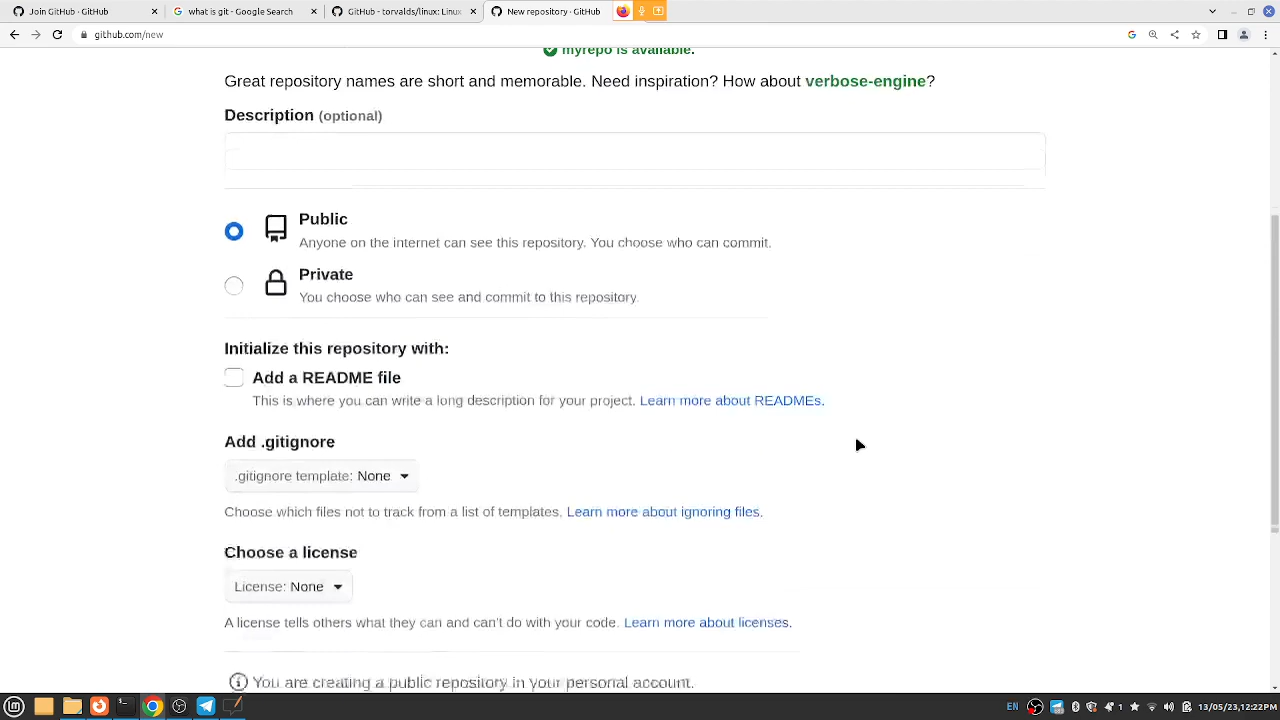 Join GitHub · GitHub
what is git - Google Search
GitHub - torvalds/linux: Linux
New repository · GitHub
github.com/new
myrepo is available.
Great repository names are short and memorable. Need inspiration? How about verbose-engine?
Description (optional)
Public
Anyone on the internet can see this repository. You choose who can commit.
Private
You choose who can see and commit to this repository.
Initialize this repository with:
Add a README file
This is where you can write a long description for your project. Learn more about READMEs.
Add .gitignore
.gitignore template: None
Choose which files not to track from a list of templates. Learn more about ignoring files.
Choose a license
License: None
A license tells others what they can and can't do with your code. Learn more about licenses.
You are creating a public repository in your personal account.
EN
1
13/05/23,12:22PM